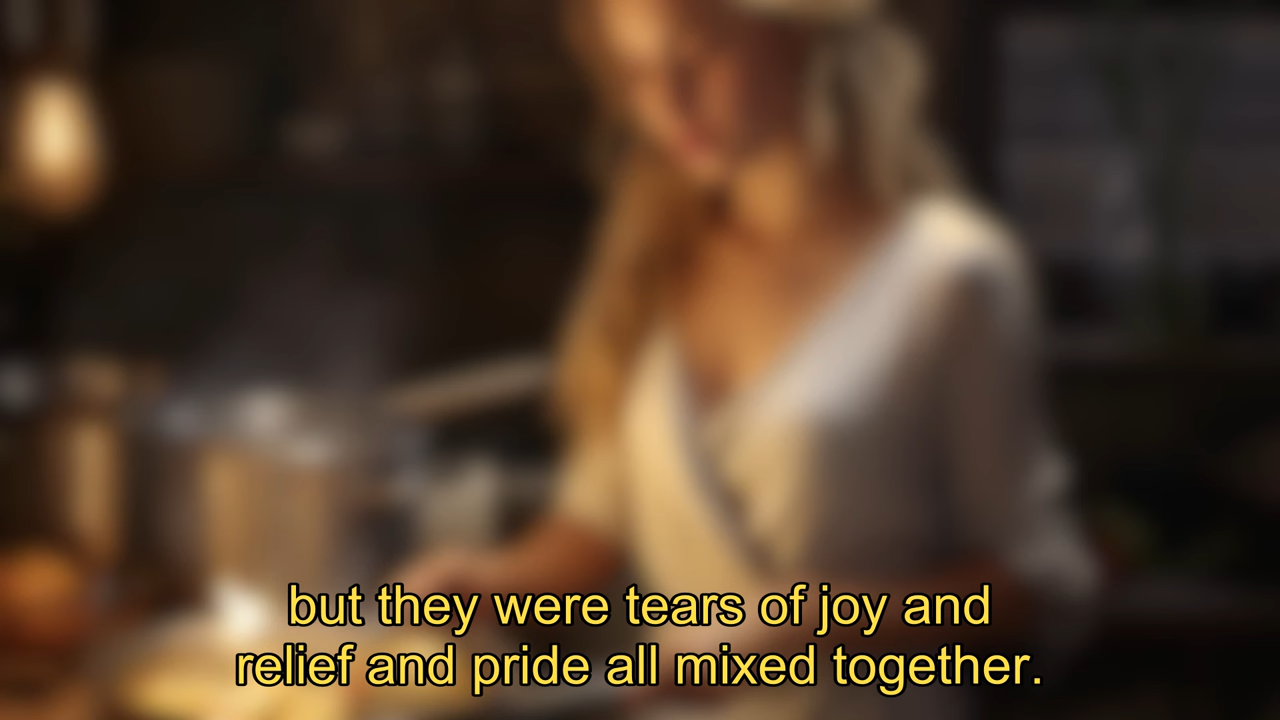 but they were tears of joy and
relief and pride all mixed together.